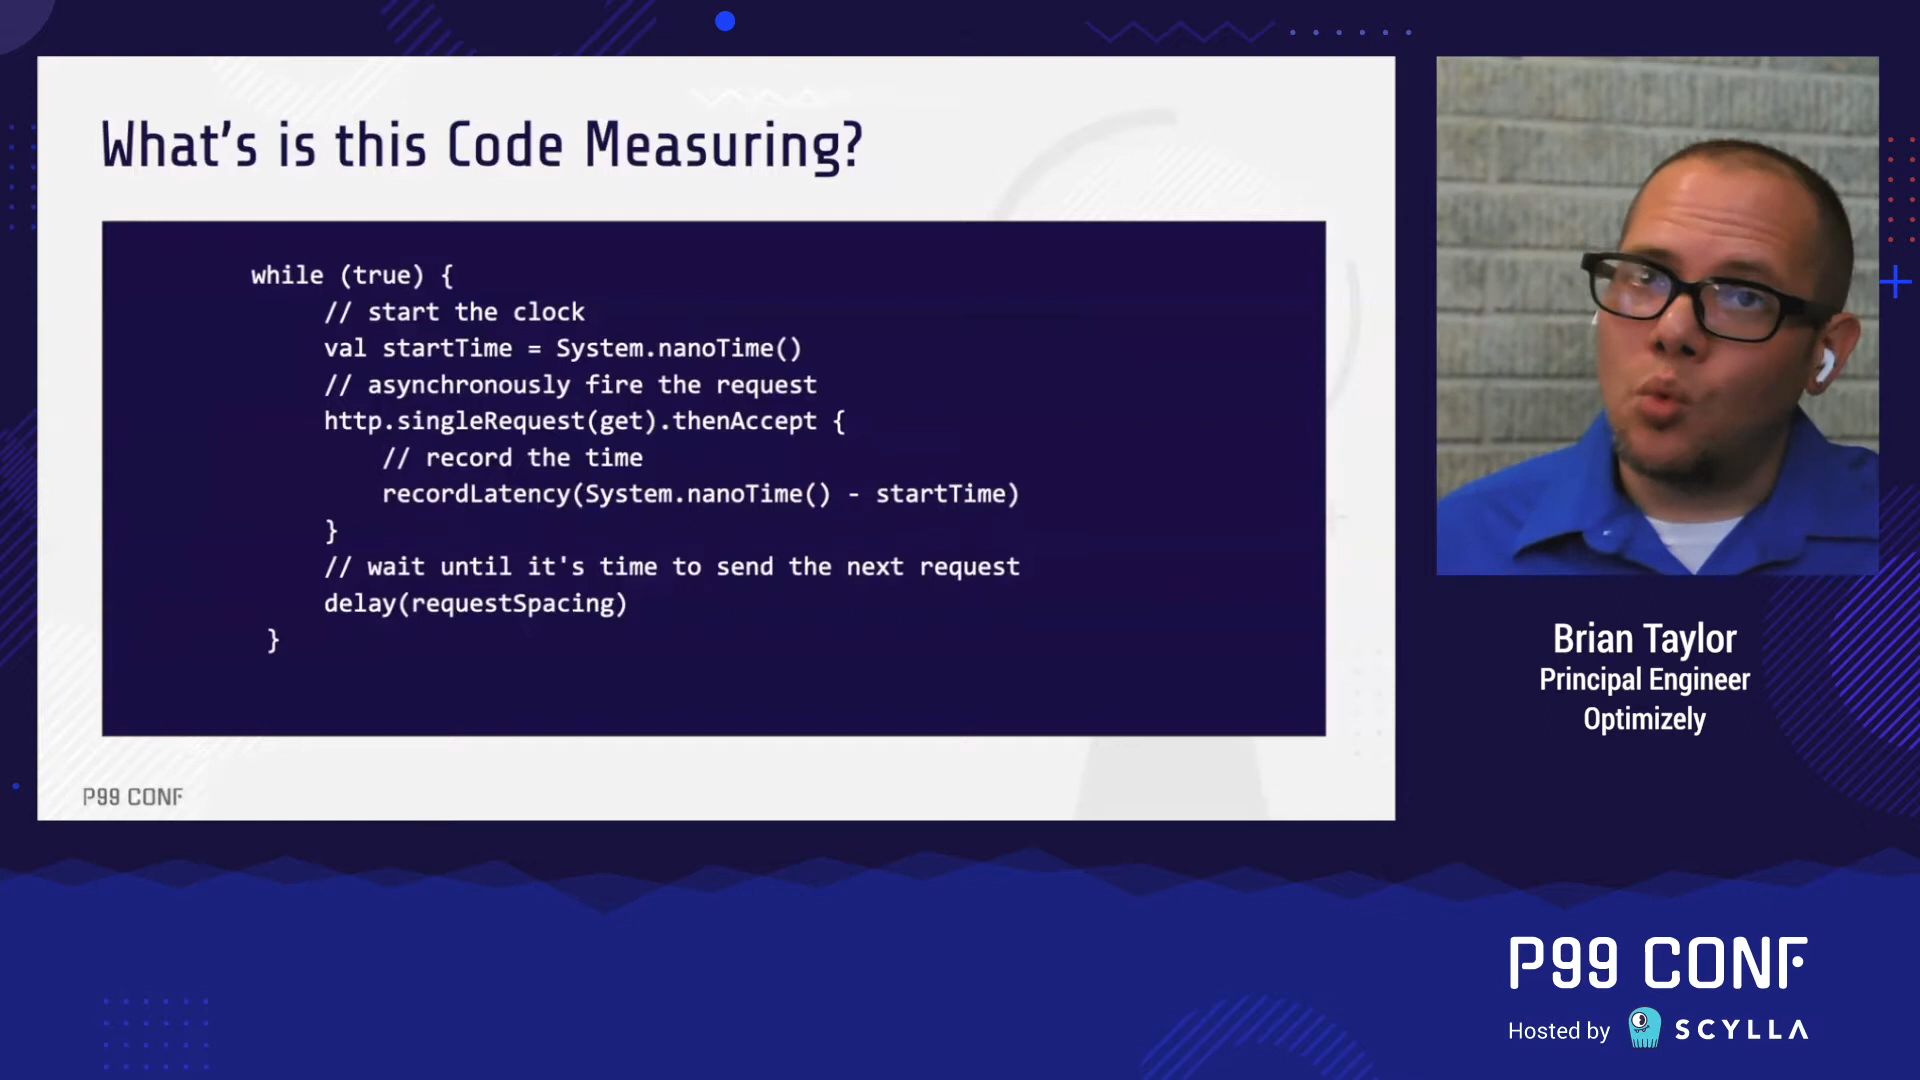 What's is this Code Measuring?
while (true) {
// start the clock
val startTime = System.nanoTime()
// asynchronously fire the request
http.singleRequest(get).thenAccept {
// record the time
recordLatency(System.nanoTime() - startTime)
}
// wait until it's time to send the next request
delay(requestSpacing)
}
P99 CONF
Brian Taylor
Principal Engineer
Optimizely
P99 CONF
Hosted by SCYLLA